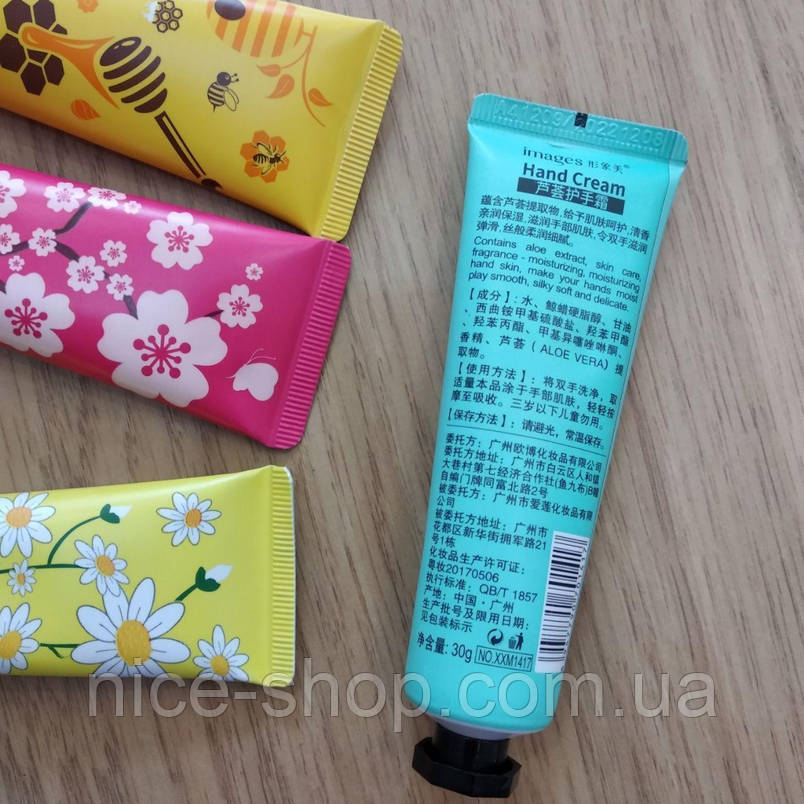 images 形象美®
Hand Cream
芦荟护手霜
蕴含芦荟提取物,给予肌肤呵护,清香
亲润保湿,滋润手部肌肤,令双手滋润
弹滑,丝般柔润细腻。
Contains aloe extract, skin care,
fragrance - moisturizing, moisturizing
hand skin, make your hands moist
play smooth, silky soft and delicate.
【成分】: 水、鲸蜡硬脂醇、甘油
、西曲铵甲基硫酸盐、羟苯甲酯
、羟苯丙酯、甲基异噻唑啉酮、
香精、芦荟（ALOE VERA）提
取物。
【使用方法】: 将双手洗净, 取
适量本品涂于手部肌肤, 轻轻按
摩至吸收。三岁以下儿童勿用。
【保存方法】: 请避光, 常温保存。
委托方: 广州欧博化妆品有限公司
委托方地址: 广州市白云区人和镇
大巷村第七经济合作社(鱼九布)B幢
自编门牌同富北路2号
被委托方: 广州市爱莲化妆品有限
公司
被委托方地址: 广州市
花都区新华街拥军路21
号1栋
化妆品生产许可证:
粤妆20170506
执行标准: QB/T 1857
产地: 中国·广州
生产批号及限用日期:
见包装标示
净含量: 30g
NO.XXM1417
nice-shop.com.ua